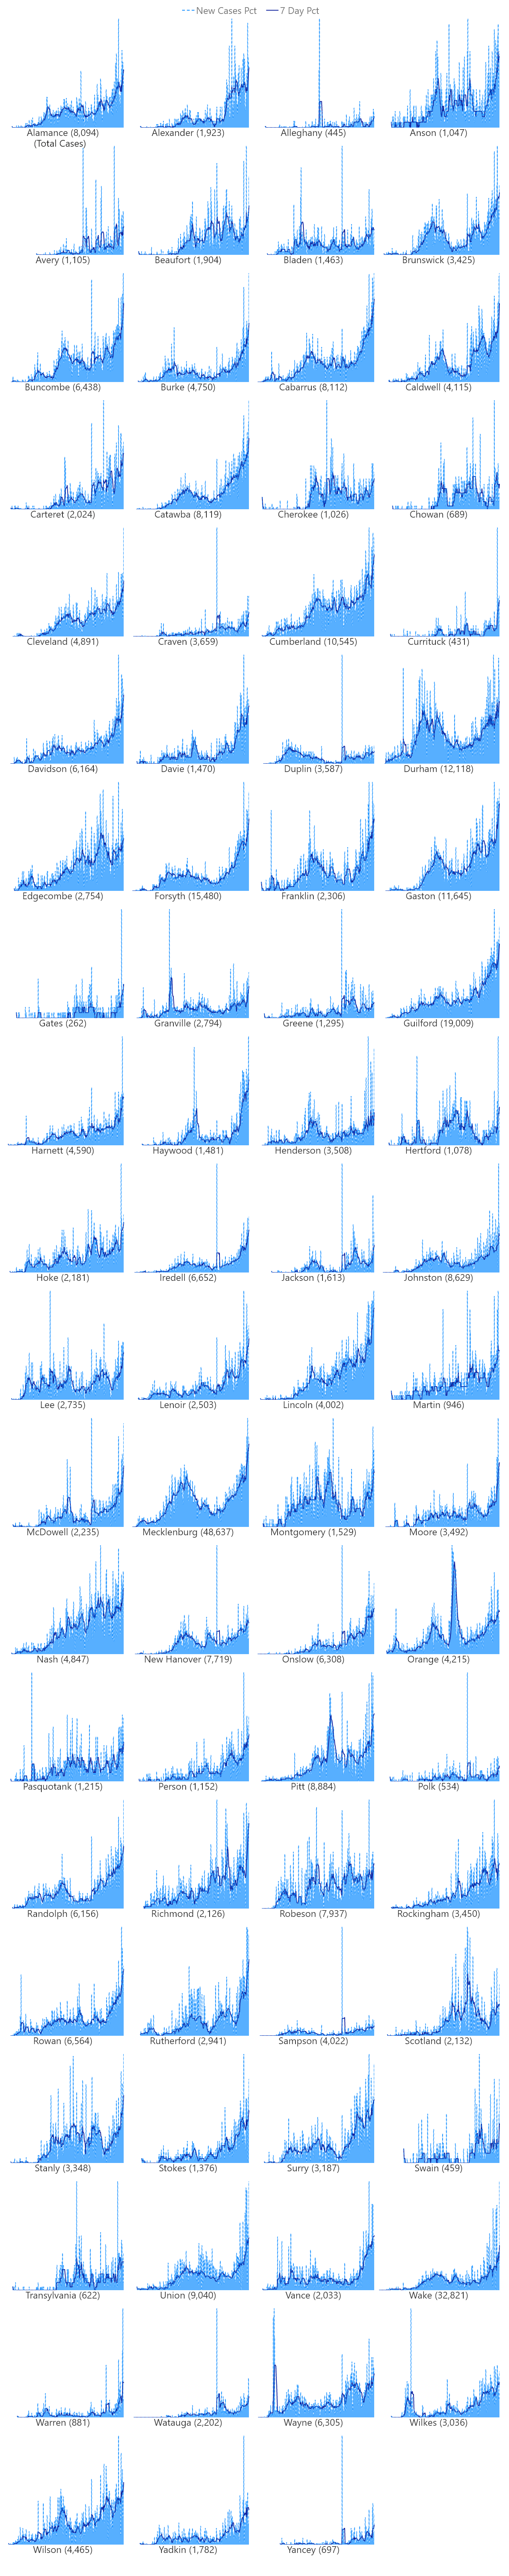 New Cases Pct 7 Day Pct
Alamance (8,094) Alexander (1,923) Alleghany (445) Anson (1,047)
(Total Cases)
Avery (1,105) Beaufort (1,904) Bladen (1,463) Brunswick (3,425)
Buncombe (6,438) Burke (4,750) Cabarrus (8,112) Caldwell (4,115)
Carteret (2,024) Catawba (8,119) Cherokee (1,026) Chowan (689)
Cleveland (4,891) Craven (3,659) Cumberland (10,545) Currituck (431)
Davidson (6,164) Davie (1,470) Duplin (3,587) Durham (12,118)
Edgecombe (2,754) Forsyth (15,480) Franklin (2,306) Gaston (11,645)
Gates (262) Granville (2,794) Greene (1,295) Guilford (19,009)
Harnett (4,590) Haywood (1,481) Henderson (3,508) Hertford (1,078)
Hoke (2,181) Iredell (6,652) Jackson (1,613) Johnston (8,629)
Lee (2,735) Lenoir (2,503) Lincoln (4,002) Martin (946)
McDowell (2,235) Mecklenburg (48,637) Montgomery (1,529) Moore (3,492)
Nash (4,847) New Hanover (7,719) Onslow (6,308) Orange (4,215)
Pasquotank (1,215) Person (1,152) Pitt (8,884) Polk (534)
Randolph (6,156) Richmond (2,126) Robeson (7,937) Rockingham (3,450)
Rowan (6,564) Rutherford (2,941) Sampson (4,022) Scotland (2,132)
Stanly (3,348) Stokes (1,376) Surry (3,187) Swain (459)
Transylvania (622) Union (9,040) Vance (2,033) Wake (32,821)
Warren (881) Watauga (2,202) Wayne (6,305) Wilkes (3,036)
Wilson (4,465) Yadkin (1,782) Yancey (697)